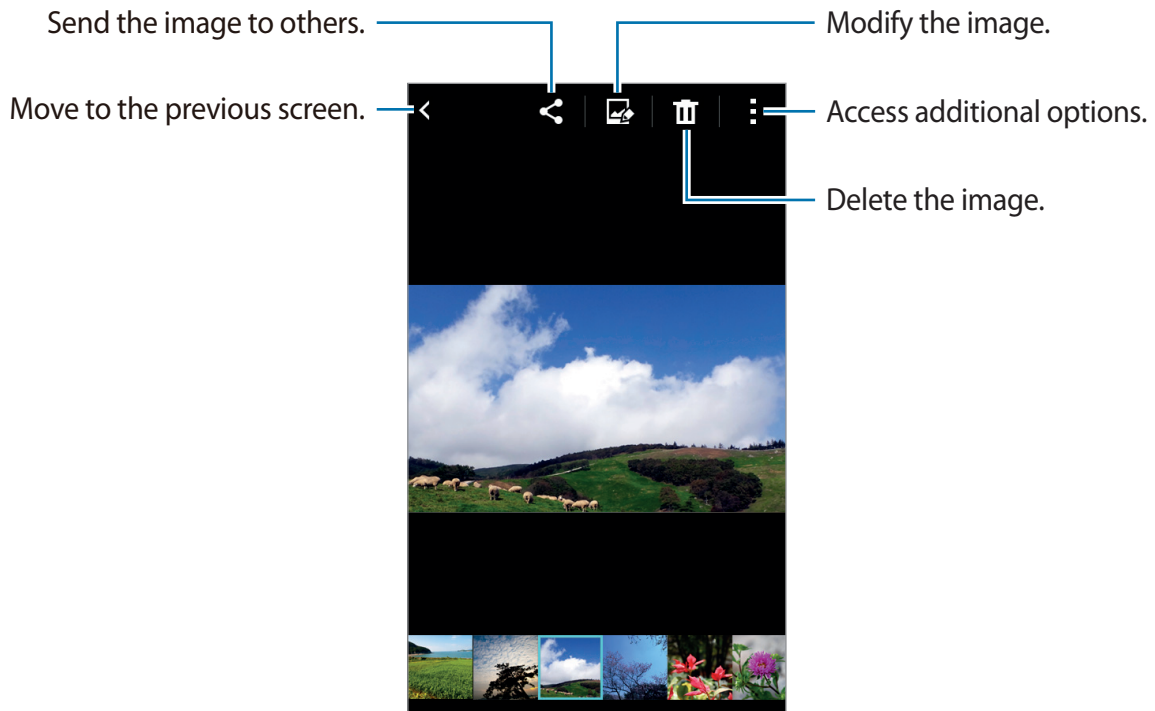 Send the image to others.
Modify the image.
Move to the previous screen.
Access additional options.
Delete the image.